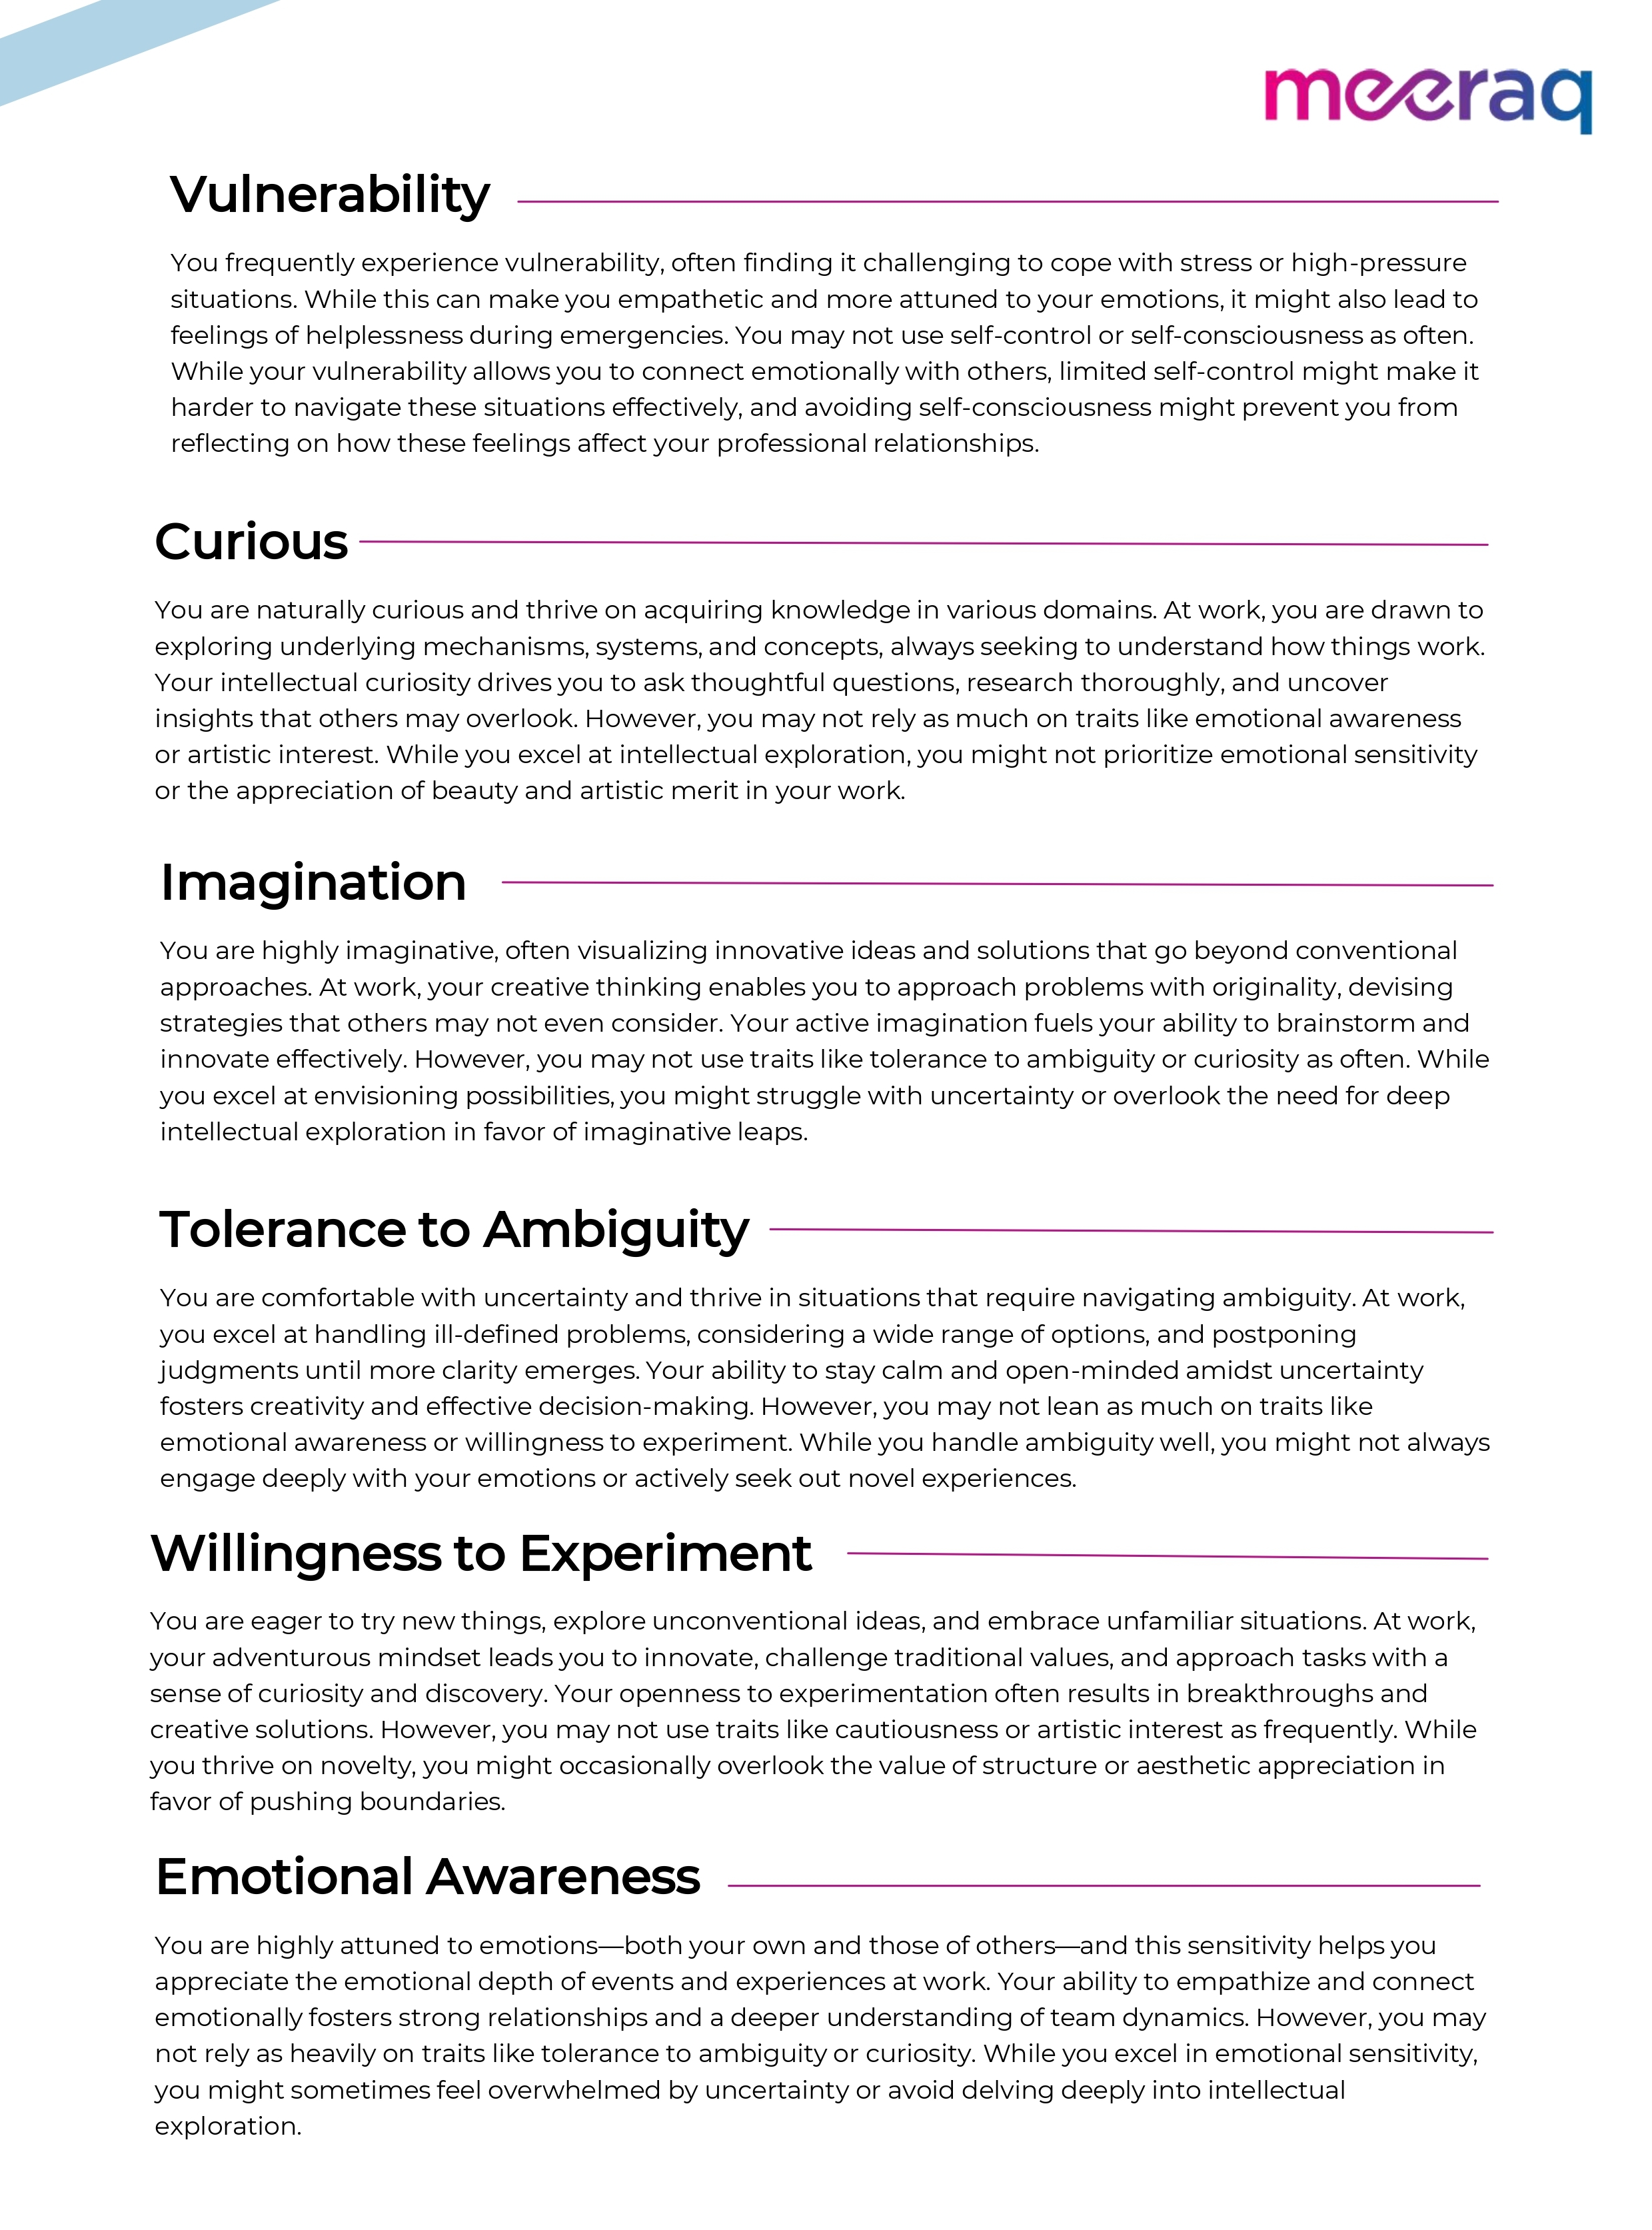 meeraq
Vulnerability
You frequently experience vulnerability, often finding it challenging to cope with stress or high-pressure
situations. While this can make you empathetic and more attuned to your emotions, it might also lead to
feelings of helplessness during emergencies. You may not use self-control or self-consciousness as often.
While your vulnerability allows you to connect emotionally with others, limited self-control might make it
harder to navigate these situations effectively, and avoiding self-consciousness might prevent you from
reflecting on how these feelings affect your professional relationships.
Curious
You are naturally curious and thrive on acquiring knowledge in various domains. At work, you are drawn to
exploring underlying mechanisms, systems, and concepts, always seeking to understand how things work.
Your intellectual curiosity drives you to ask thoughtful questions, research thoroughly, and uncover
insights that others may overlook. However, you may not rely as much on traits like emotional awareness
or artistic interest. While you excel at intellectual exploration, you might not prioritize emotional sensitivity
or the appreciation of beauty and artistic merit in your work.
Imagination
You are highly imaginative, often visualizing innovative ideas and solutions that go beyond conventional
approaches. At work, your creative thinking enables you to approach problems with originality, devising
strategies that others may not even consider. Your active imagination fuels your ability to brainstorm and
innovate effectively. However, you may not use traits like tolerance to ambiguity or curiosity as often. While
you excel at envisioning possibilities, you might struggle with uncertainty or overlook the need for deep
intellectual exploration in favor of imaginative leaps.
Tolerance to Ambiguity
You are comfortable with uncertainty and thrive in situations that require navigating ambiguity. At work,
you excel at handling ill-defined problems, considering a wide range of options, and postponing
judgments until more clarity emerges. Your ability to stay calm and open-minded amidst uncertainty
fosters creativity and effective decision-making. However, you may not lean as much on traits like
emotional awareness or willingness to experiment. While you handle ambiguity well, you might not always
engage deeply with your emotions or actively seek out novel experiences.
Willingness to Experiment
You are eager to try new things, explore unconventional ideas, and embrace unfamiliar situations. At work,
your adventurous mindset leads you to innovate, challenge traditional values, and approach tasks with a
sense of curiosity and discovery. Your openness to experimentation often results in breakthroughs and
creative solutions. However, you may not use traits like cautiousness or artistic interest as frequently. While
you thrive on novelty, you might occasionally overlook the value of structure or aesthetic appreciation in
favor of pushing boundaries.
Emotional Awareness
You are highly attuned to emotions—both your own and those of others—and this sensitivity helps you
appreciate the emotional depth of events and experiences at work. Your ability to empathize and connect
emotionally fosters strong relationships and a deeper understanding of team dynamics. However, you may
not rely as heavily on traits like tolerance to ambiguity or curiosity. While you excel in emotional sensitivity,
you might sometimes feel overwhelmed by uncertainty or avoid delving deeply into intellectual
exploration.